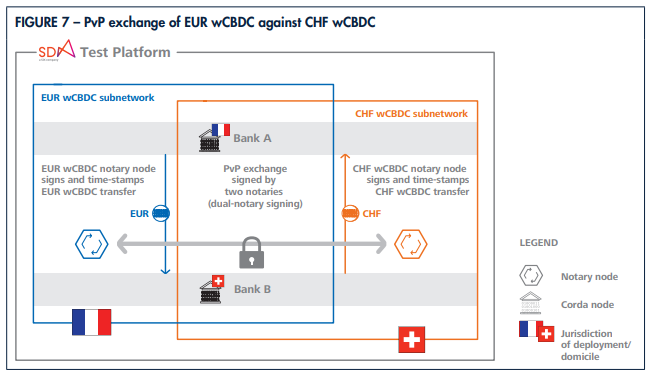 FIGURE 7 – PvP exchange of EUR wCBDC against CHF wCBDC
SDX Test Platform
EUR wCBDC subnetwork
CHF wCBDC subnetwork
Bank A
EUR wCBDC notary node
signs and time-stamps
EUR wCBDC transfer
PvP exchange
signed by
two notaries
(dual-notary signing)
CHF wCBDC notary node
signs and time-stamps
CHF wCBDC transfer
EUR
CHF
Bank B
LEGEND
Notary node
Corda node
Jurisdiction
of deployment/
domicile